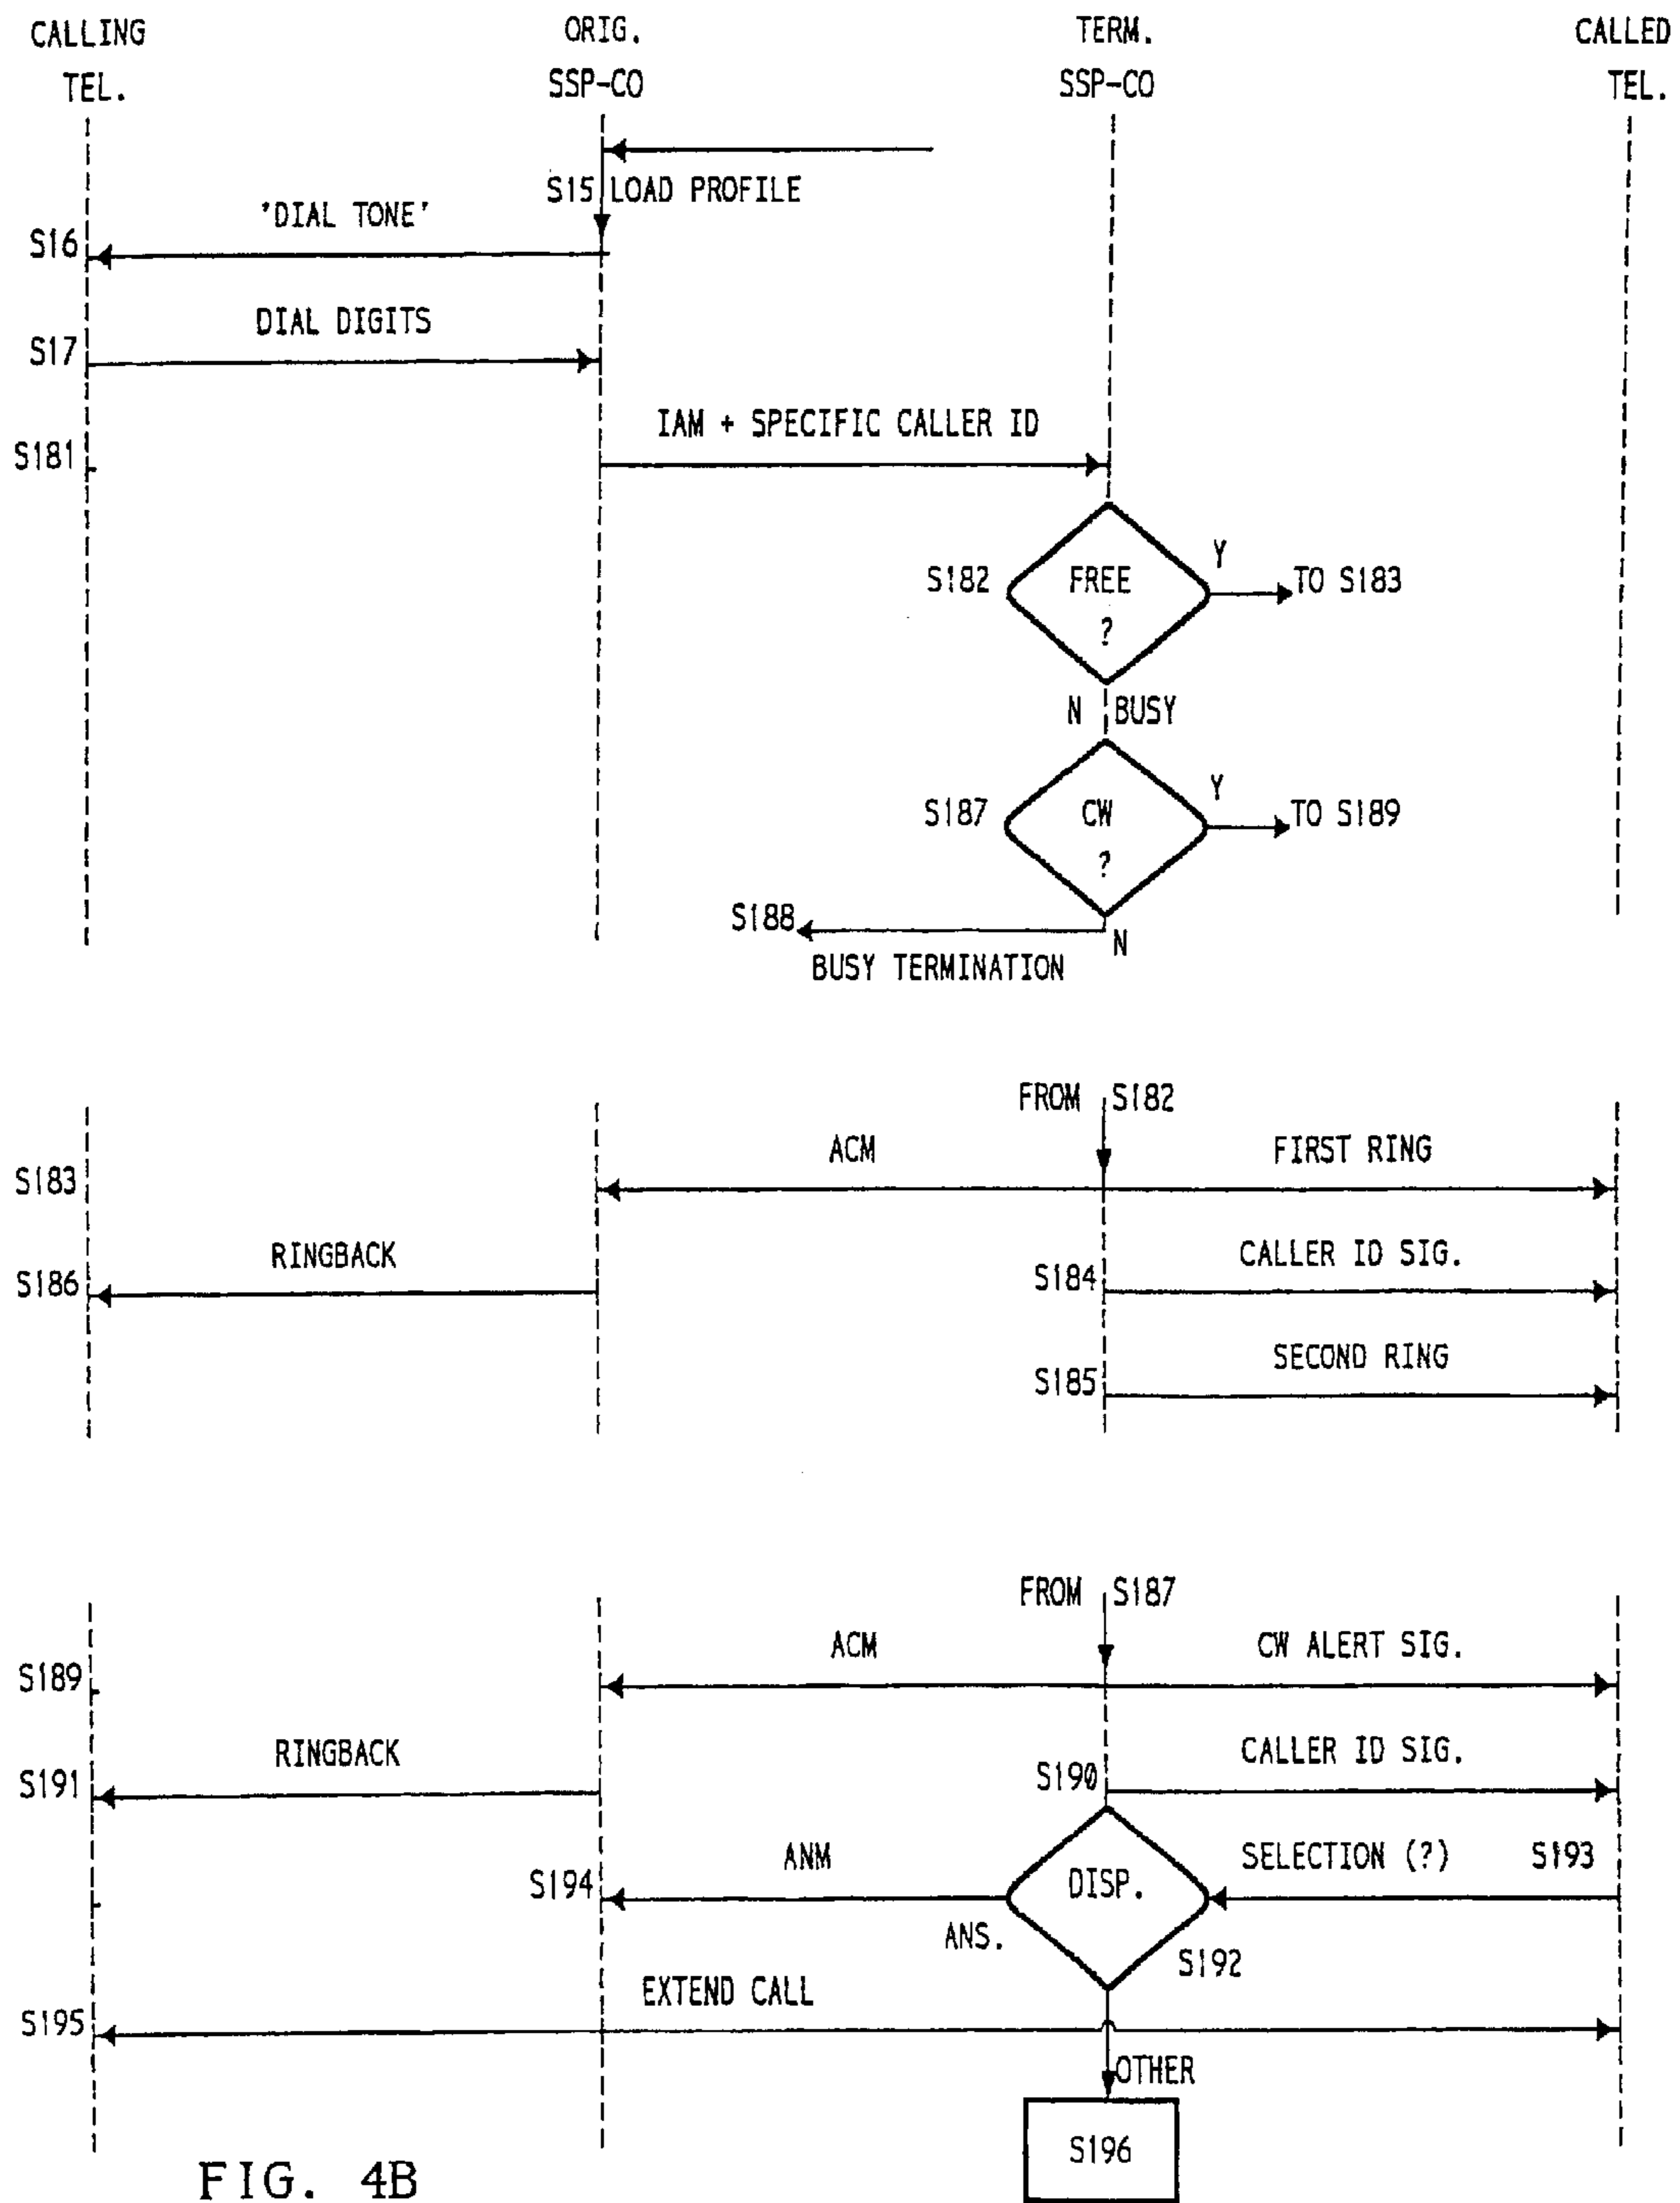 CALLING TEL.
ORIG. SSP-CO
TERM. SSP-CO
CALLED TEL.
S15 LOAD PROFILE
'DIAL TONE'
S16
DIAL DIGITS
S17
IAM + SPECIFIC CALLER ID
S181
S182
FREE
?
Y
TO S183
N BUSY
S187
CW
?
Y
TO S189
S188
N
BUSY TERMINATION
FROM S182
ACM
FIRST RING
S183
RINGBACK
CALLER ID SIG.
S186
S184
SECOND RING
S185
FROM S187
ACM
CW ALERT SIG.
S189
RINGBACK
CALLER ID SIG.
S191
S190
ANM
DISP.
SELECTION (?)
S193
S194
ANS.
S192
EXTEND CALL
S195
OTHER
S196
FIG. 4B